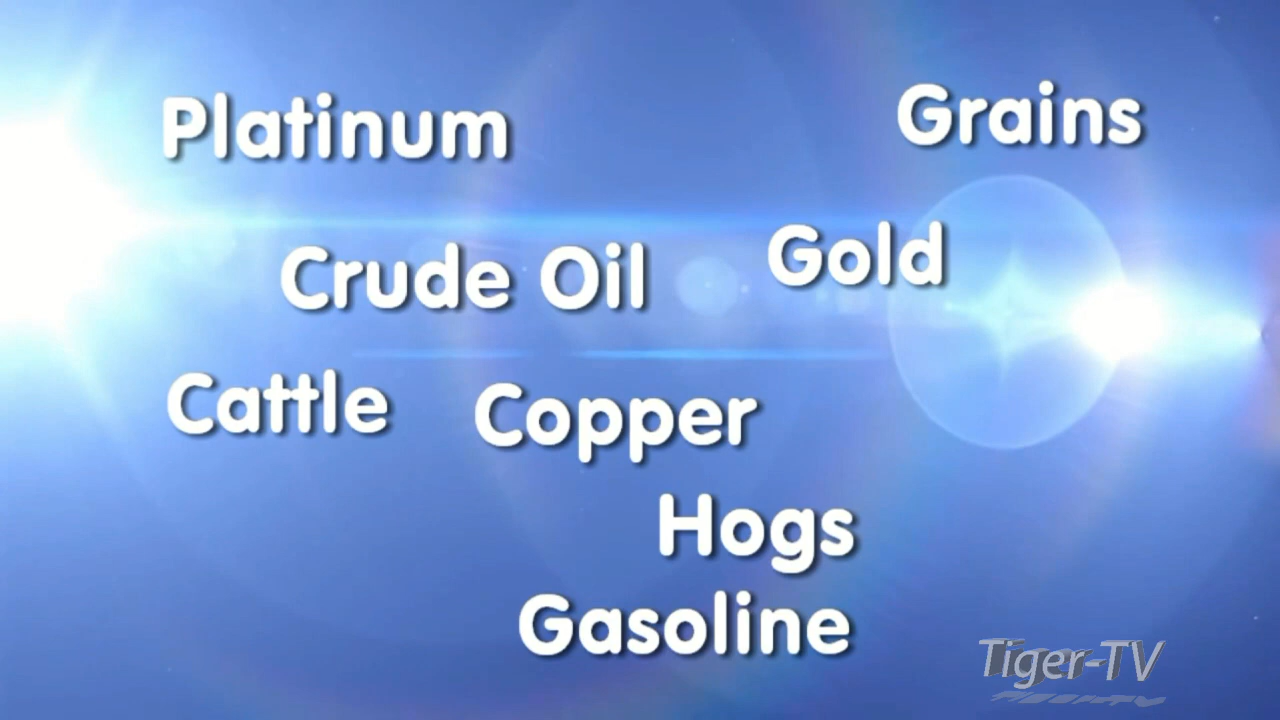 Platinum
Grains
Crude Oil
Gold
Cattle
Copper
Hogs
Gasoline
Tiger-TV